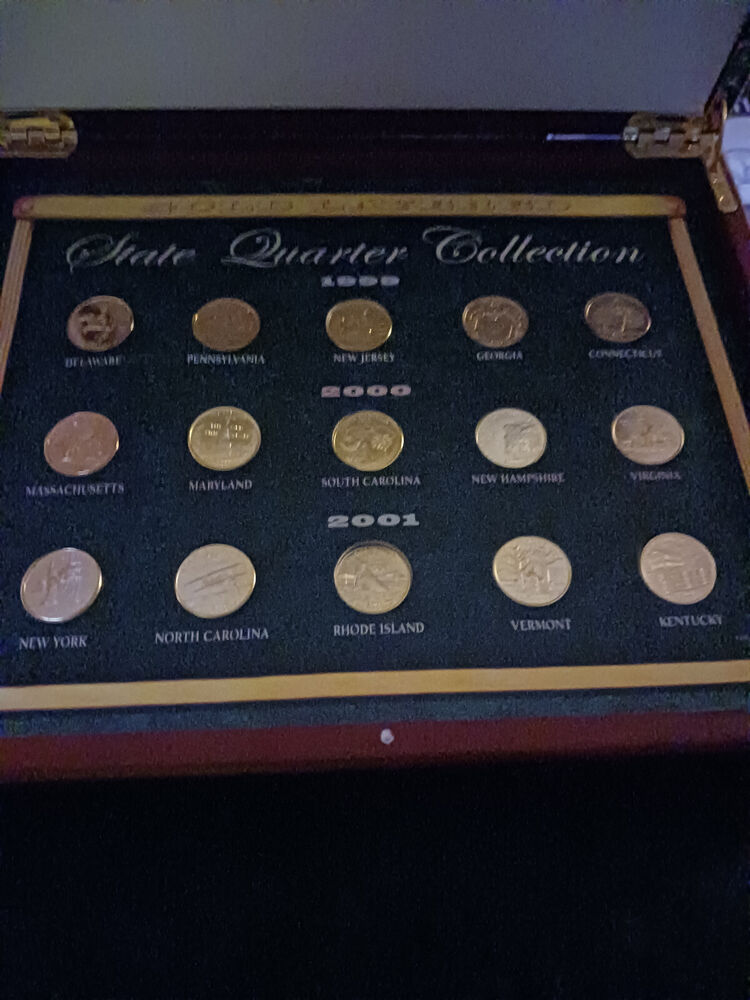 State Quarter Collection
1999
DELAWARE PENNSYLVANIA NEW JERSEY GEORGIA CONNECTICUT
2000
MASSACHUSETTS MARYLAND SOUTH CAROLINA NEW HAMPSHIRE VIRGINIA
2001
NEW YORK NORTH CAROLINA RHODE ISLAND VERMONT KENTUCKY